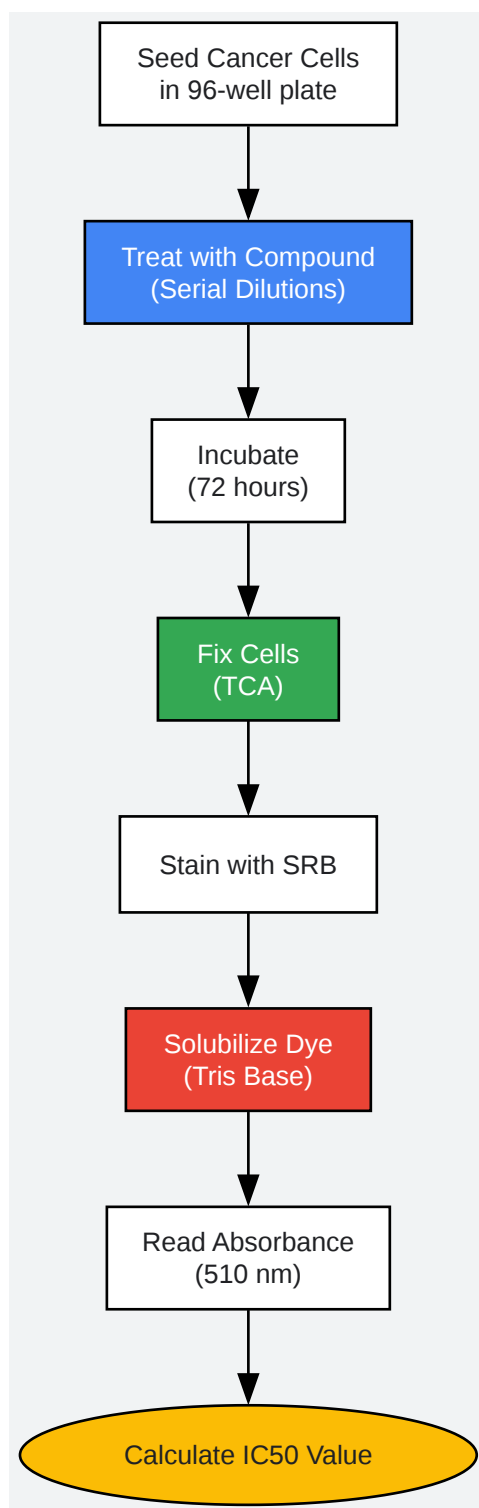 Seed Cancer Cells
in 96-well plate
Treat with Compound
(Serial Dilutions)
Incubate
(72 hours)
Fix Cells
(TCA)
Stain with SRB
Solubilize Dye
(Tris Base)
Read Absorbance
(510 nm)
Calculate IC50 Value